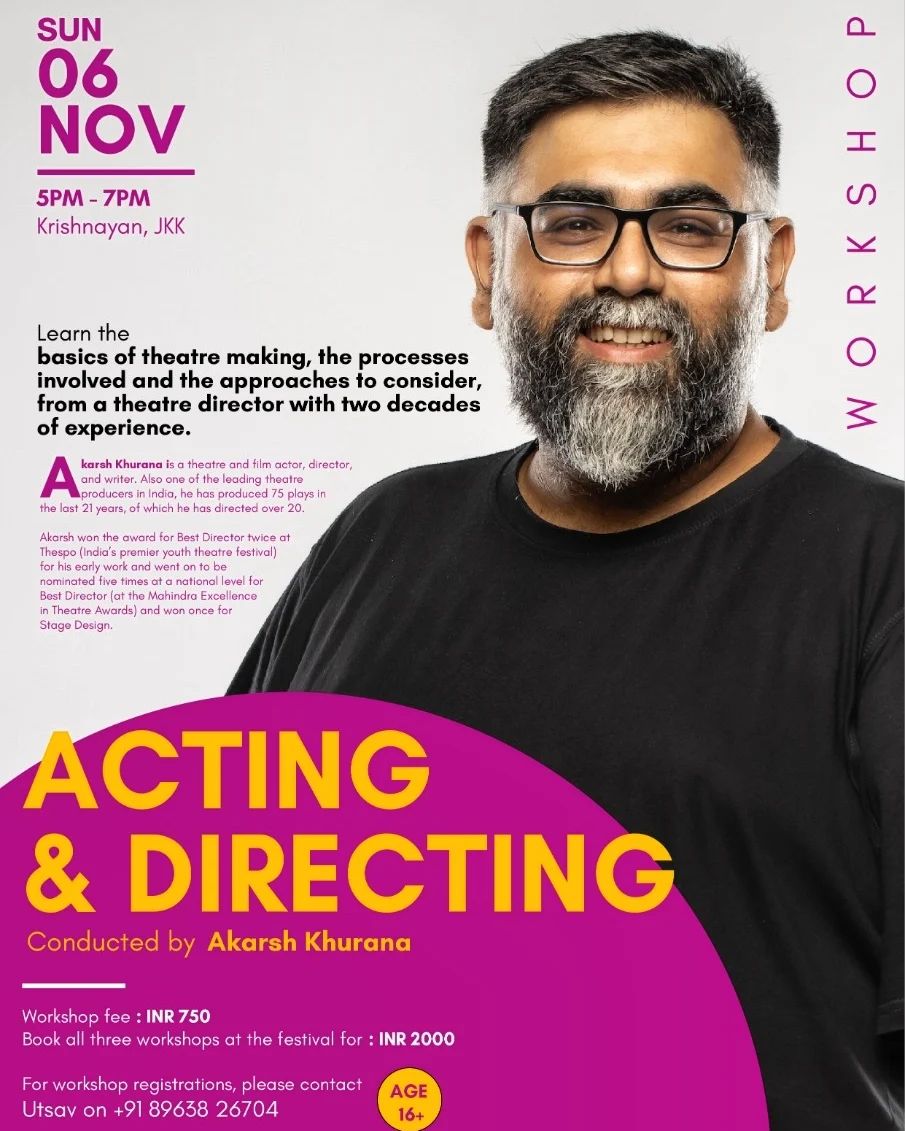 SUN
06
NOV
5PM - 7PM
Krishnayan, JKK
WORKSHOP
Learn the
basics of theatre making, the processes
involved and the approaches to consider,
from a theatre director with two decades
of experience.
Akarsh Khurana is a theatre and film actor, director,
and writer. Also one of the leading theatre
producers in India, he has produced 75 plays in
the last 21 years, of which he has directed over 20.
Akarsh won the award for Best Director twice at
Thespo (India's premier youth theatre festival)
for his early work and went on to be
nominated five times at a national level for
Best Director (at the Mahindra Excellence
in Theatre Awards) and won once for
Stage Design.
ACTING
& DIRECTING
Conducted by Akarsh Khurana
Workshop fee : INR 750
Book all three workshops at the festival for : INR 2000
For workshop registrations, please contact
Utsav on +91 89638 26704
AGE
16+